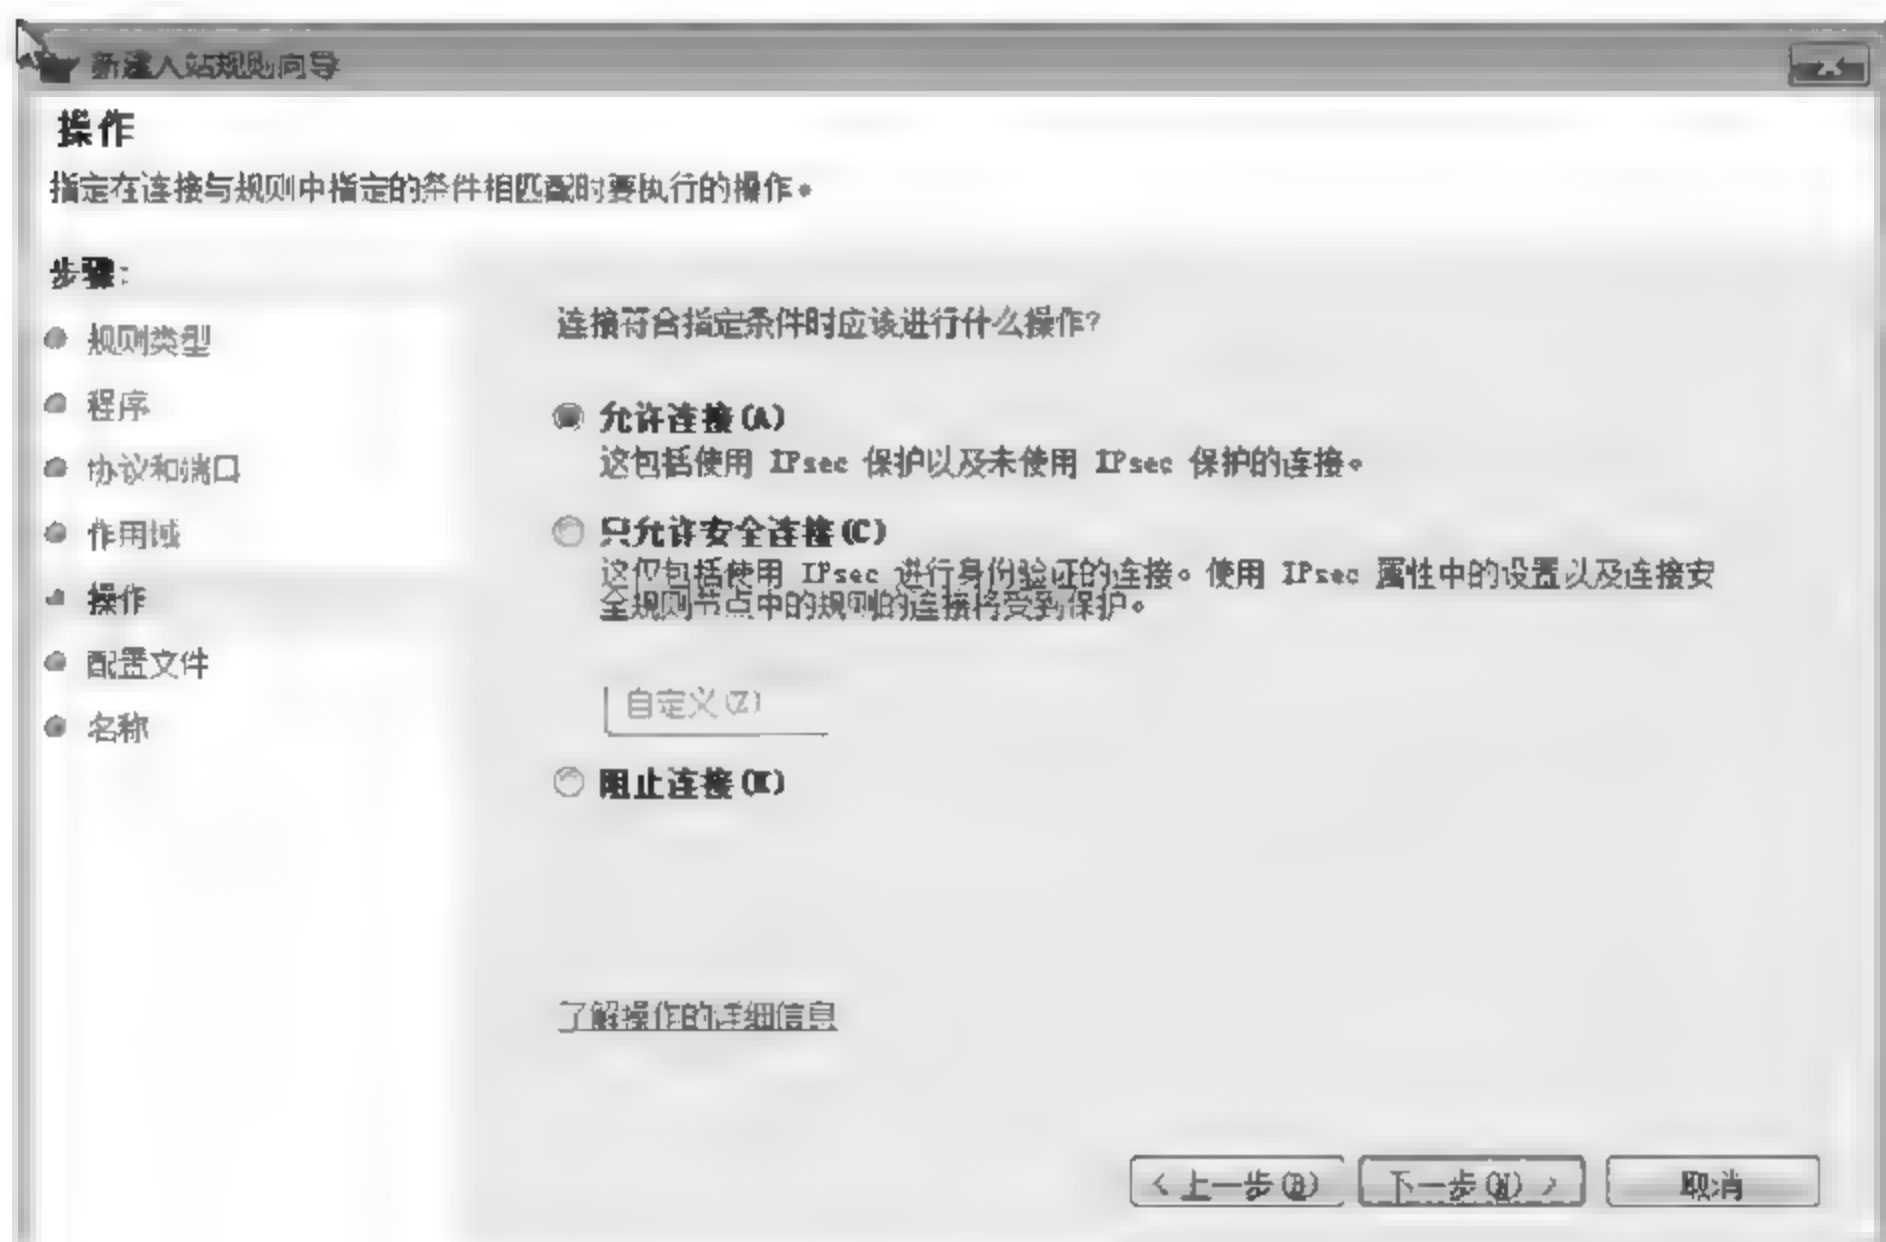 新建入站规则向导
操作
指定在连接与规则中指定的条件相匹配时要执行的操作。
步骤:
规则类型
程序
协议和端口
作用域
操作
配置文件
名称
连接符合指定条件时应该进行什么操作?
允许连接(A)
这包括使用 IPsec 保护以及未使用 IPsec 保护的连接。
只允许安全连接(C)
这仅包括使用 IPsec 进行身份验证的连接。使用 IPsec 属性中的设置以及连接安
全规则节点中的规则的连接将受到保护。
自定义(Z)
阻止连接(K)
了解操作的详细信息
< 上一步(B)
下一步(N) >
取消